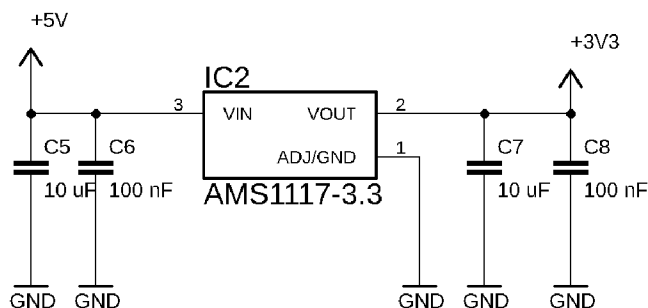 +5V
+3V3
IC2
3
VIN
VOUT
2
C5
C6
ADJ/GND
1
C7
C8
10 uF
100 nF
AMS1117-3.3
10 uF
100 nF
GND
GND
GND
GND
GND